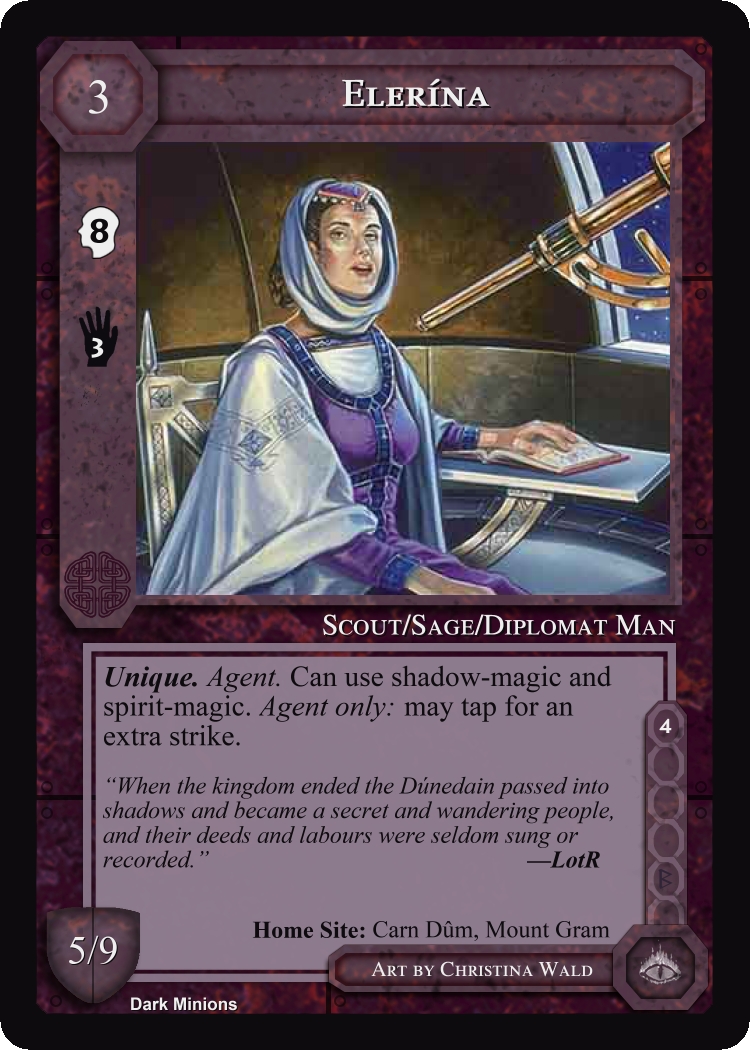 3
Elerína
8
3
Scout/Sage/Diplomat Man
Unique. Agent. Can use shadow-magic and
spirit-magic. Agent only: may tap for an
extra strike.
4
“When the kingdom ended the Dúnedain passed into
shadows and became a secret and wandering people,
and their deeds and labours were seldom sung or
recorded.” —LotR
Home Site: Carn Dûm, Mount Gram
5/9
Art by Christina Wald
Dark Minions